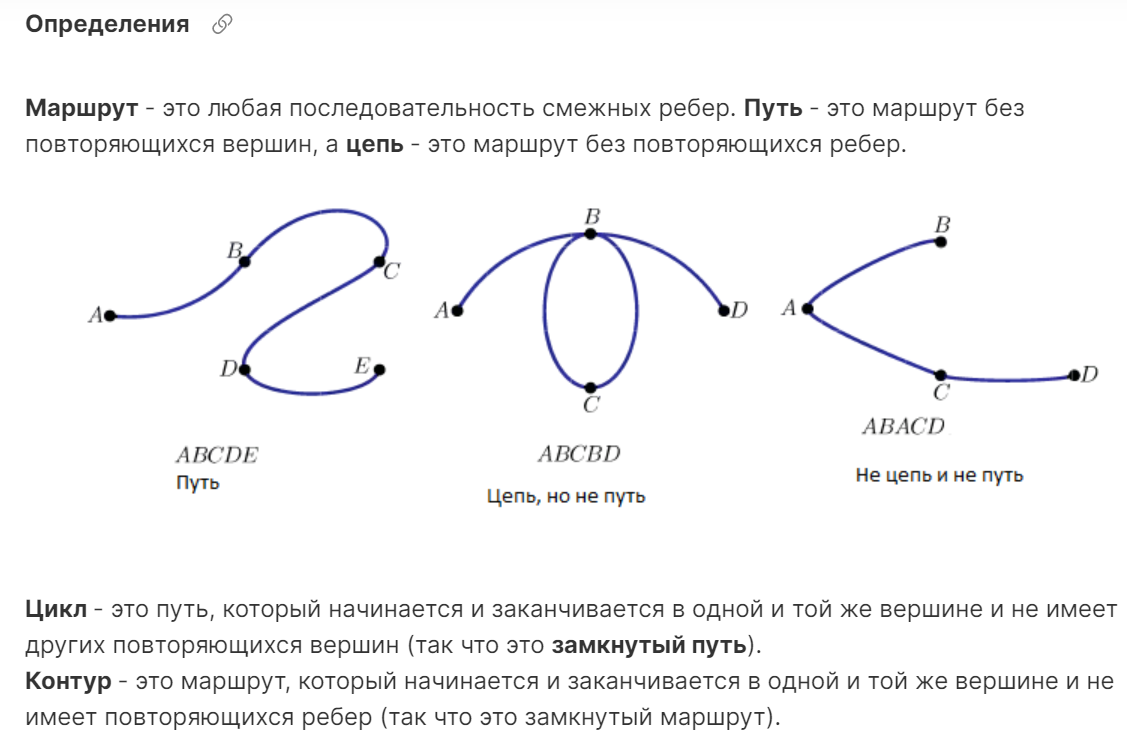 Определения
Маршрут - это любая последовательность смежных ребер. Путь - это маршрут без
повторяющихся вершин, а цепь - это маршрут без повторяющихся ребер.
A B C D E
A B C D
A B C D
ABCDE
Путь
ABCBD
Цепь, но не путь
ABACD
Не цепь и не путь
Цикл - это путь, который начинается и заканчивается в одной и той же вершине и не имеет
других повторяющихся вершин (так что это замкнутый путь).
Контур - это маршрут, который начинается и заканчивается в одной и той же вершине и не
имеет повторяющихся ребер (так что это замкнутый маршрут).